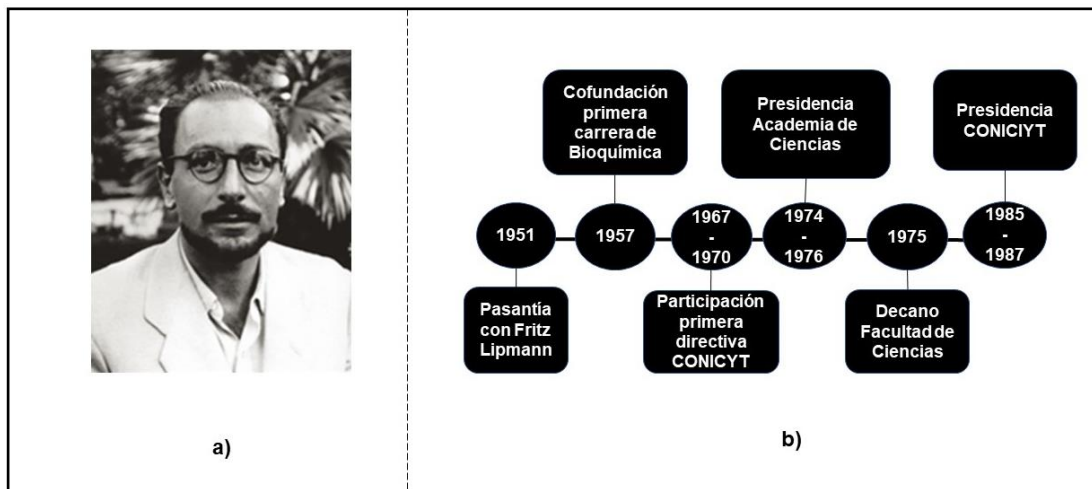 Cofundación
primera
carrera de
Bioquímica
Presidencia
Academia de
Ciencias
Presidencia
CONICIYT
1951
1957
1967
-
1970
1974
-
1976
1975
1985
-
1987
Pasantía
con Fritz
Lipmann
Participación
primera
directiva
CONICYT
Decano
Facultad de
Ciencias
a)
b)